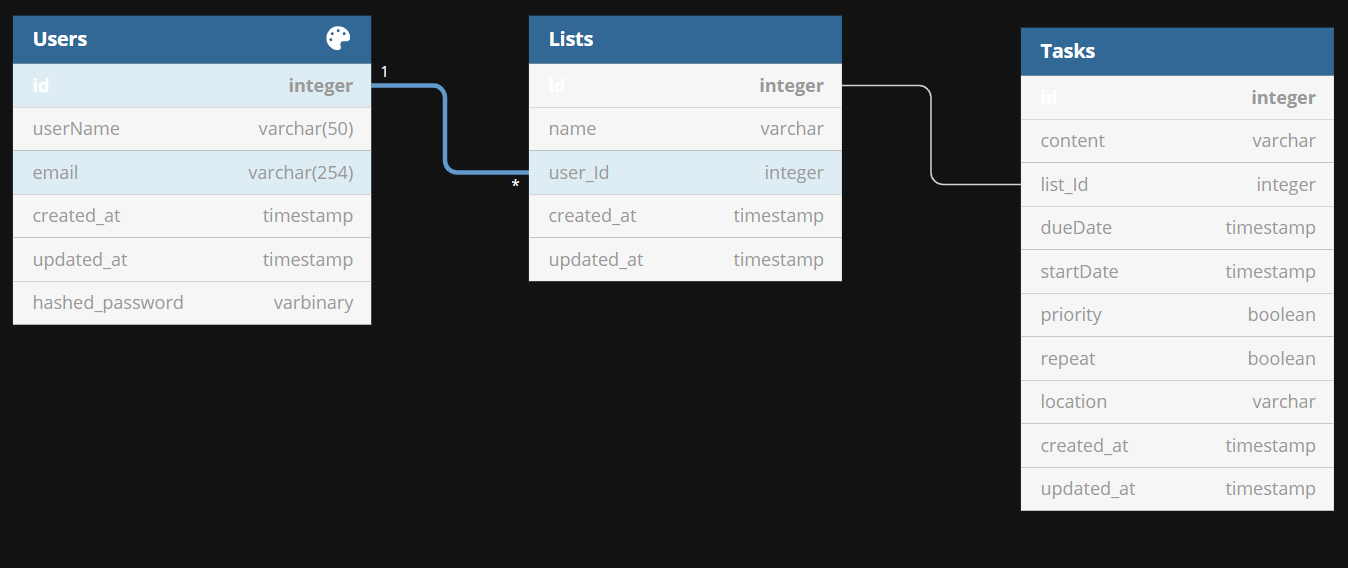 Users
id integer
userName varchar(50)
email varchar(254)
created_at timestamp
updated_at timestamp
hashed_password varbinary
1
*
Lists
id integer
name varchar
user_Id integer
created_at timestamp
updated_at timestamp
Tasks
id integer
content varchar
list_Id integer
dueDate timestamp
startDate timestamp
priority boolean
repeat boolean
location varchar
created_at timestamp
updated_at timestamp